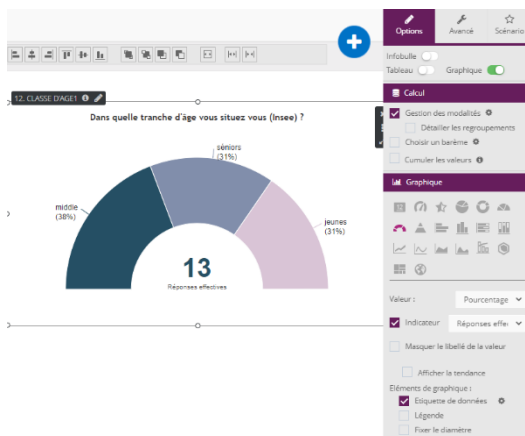 Options
Avancé
Scénario
Infobulle
Tableau
Graphique
12. CLASSE D'AGE1
Dans quelle tranche d'âge vous situez vous (Insee) ?
séniors
(31%)
middle
(38%)
jeunes
(31%)
13
Réponses effectives
Calcul
Gestion des modalités
Détailler les regroupements
Choisir un barème
Cumuler les valeurs
Graphique
Valeur :
Pourcentage
Indicateur
Réponses effe
Masquer le libellé de la valeur
Afficher la tendance
Eléments de graphique :
Etiquette de données
Légende
Fixer le diamètre